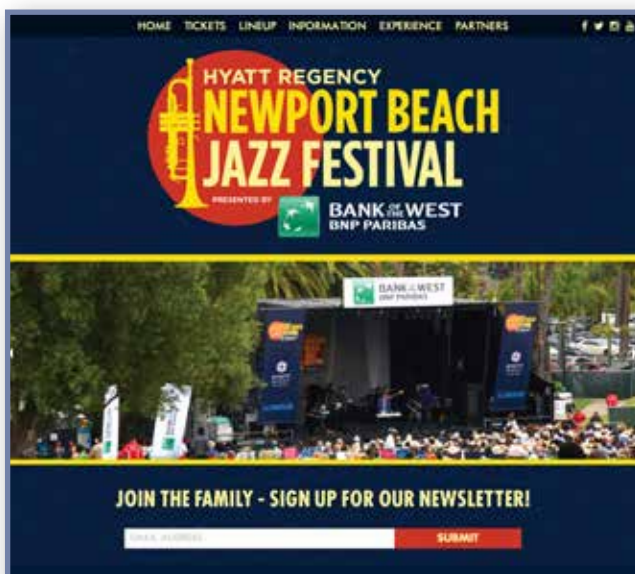 HOME TICKETS LINEUP INFORMATION EXPERIENCE PARTNERS
HYATT REGENCY
NEWPORT BEACH
JAZZ FESTIVAL
PRESENTED BY
BANK OF THE WEST
BNP PARIBAS
BANK OF THE WEST
BNP PARIBAS
JOIN THE FAMILY - SIGN UP FOR OUR NEWSLETTER!
EMAIL ADDRESS
SUBMIT